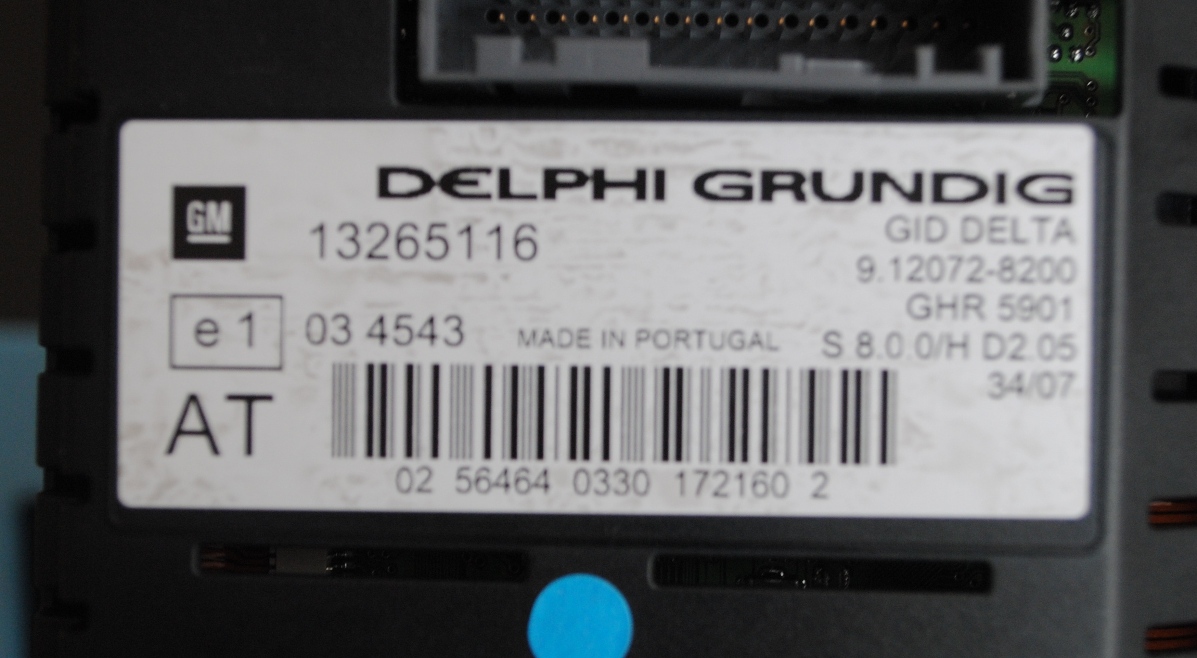 DELPHI GRUNDIG
GM
13265116
GID DELTA
9.12072-8200
GHR 5901
e 1
03 4543
MADE IN PORTUGAL
S 8.0.0/H D2.05
34/07
AT
02 56464 0330 172160 2